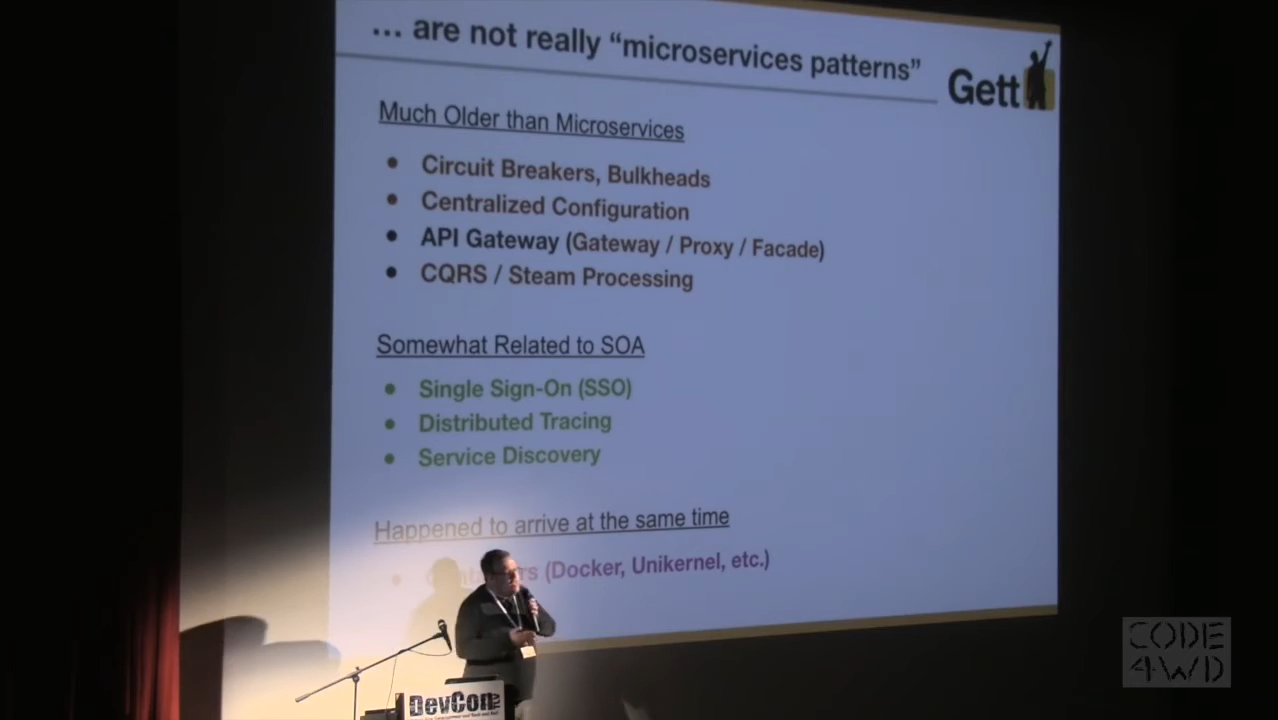 ... are not really “microservices patterns”
Gett
Much Older than Microservices
● Circuit Breakers, Bulkheads
● Centralized Configuration
● API Gateway (Gateway / Proxy / Facade)
● CQRS / Steam Processing
Somewhat Related to SOA
● Single Sign-On (SSO)
● Distributed Tracing
● Service Discovery
Happened to arrive at the same time
● (Docker, Unikernel, etc.)
DevCon TLV
CODE
4WD